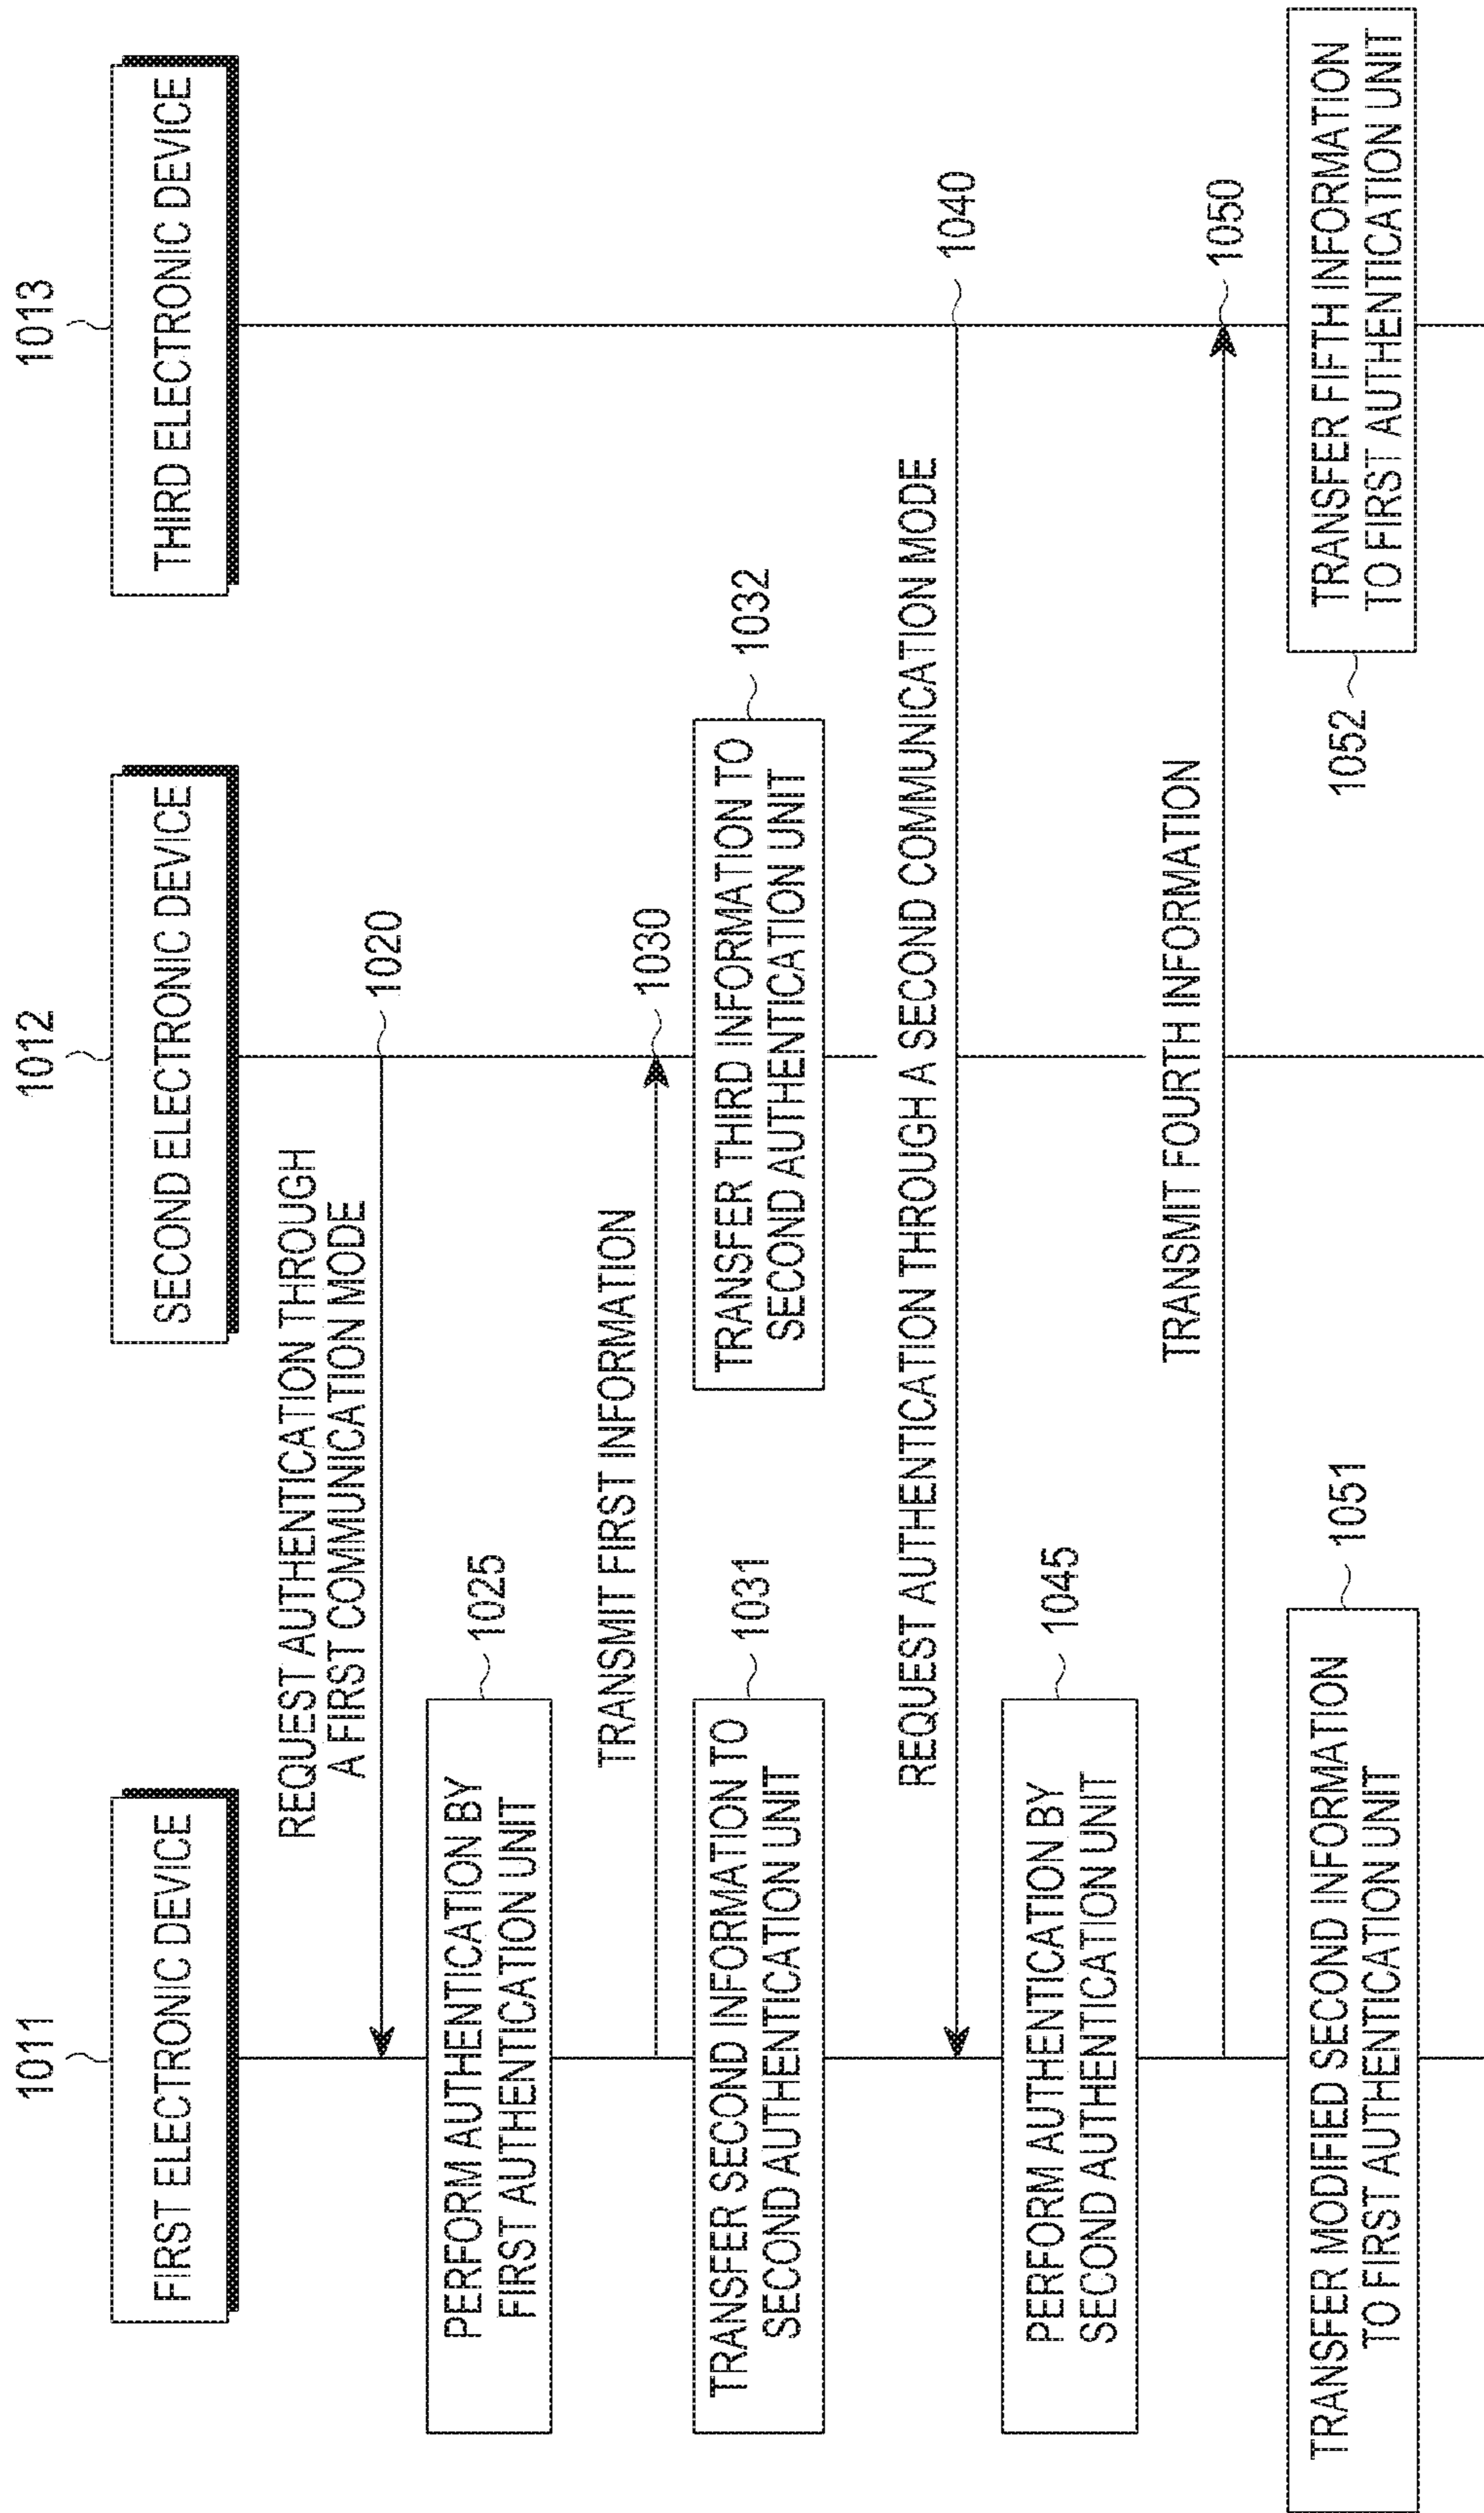 1011
1012
1013
FIRST ELECTRONIC DEVICE
SECOND ELECTRONIC DEVICE
THIRD ELECTRONIC DEVICE
REQUEST AUTHENTICATION THROUGH
A FIRST COMMUNICATION MODE
1020
PERFORM AUTHENTICATION BY
FIRST AUTHENTICATION UNIT
1025
TRANSMIT FIRST INFORMATION
1030
TRANSFER SECOND INFORMATION TO
SECOND AUTHENTICATION UNIT
1031
TRANSFER THIRD INFORMATION TO
SECOND AUTHENTICATION UNIT
1032
REQUEST AUTHENTICATION THROUGH A SECOND COMMUNICATION MODE
1040
PERFORM AUTHENTICATION BY
SECOND AUTHENTICATION UNIT
1045
TRANSMIT FOURTH INFORMATION
1050
TRANSFER MODIFIED SECOND INFORMATION
TO FIRST AUTHENTICATION UNIT
1051
1052
TRANSFER FIFTH INFORMATION
TO FIRST AUTHENTICATION UNIT